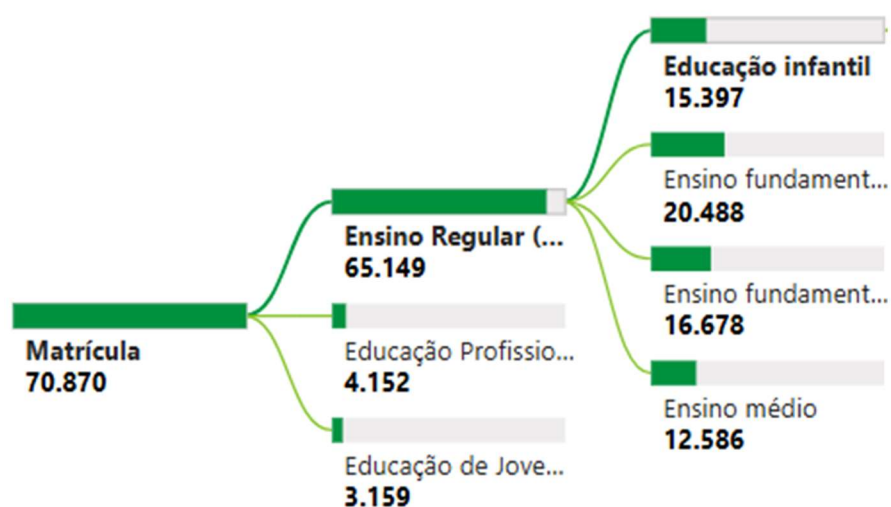 Educação infantil
15.397
Ensino fundament...
20.488
Ensino Regular (...
65.149
Ensino fundament...
16.678
Matrícula
70.870
Educação Profissio...
4.152
Ensino médio
12.586
Educação de Jove...
3.159